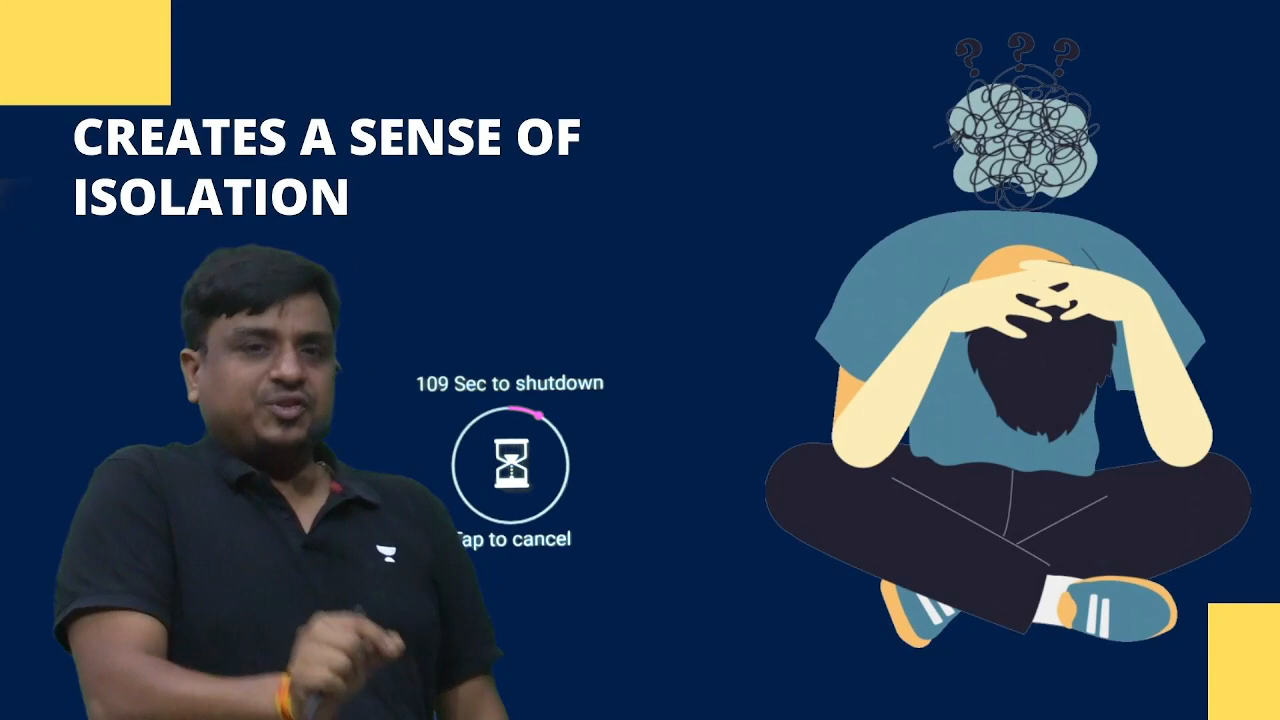 ? ? ?
CREATES A SENSE OF
ISOLATION
109 Sec to shutdown
Tap to cancel